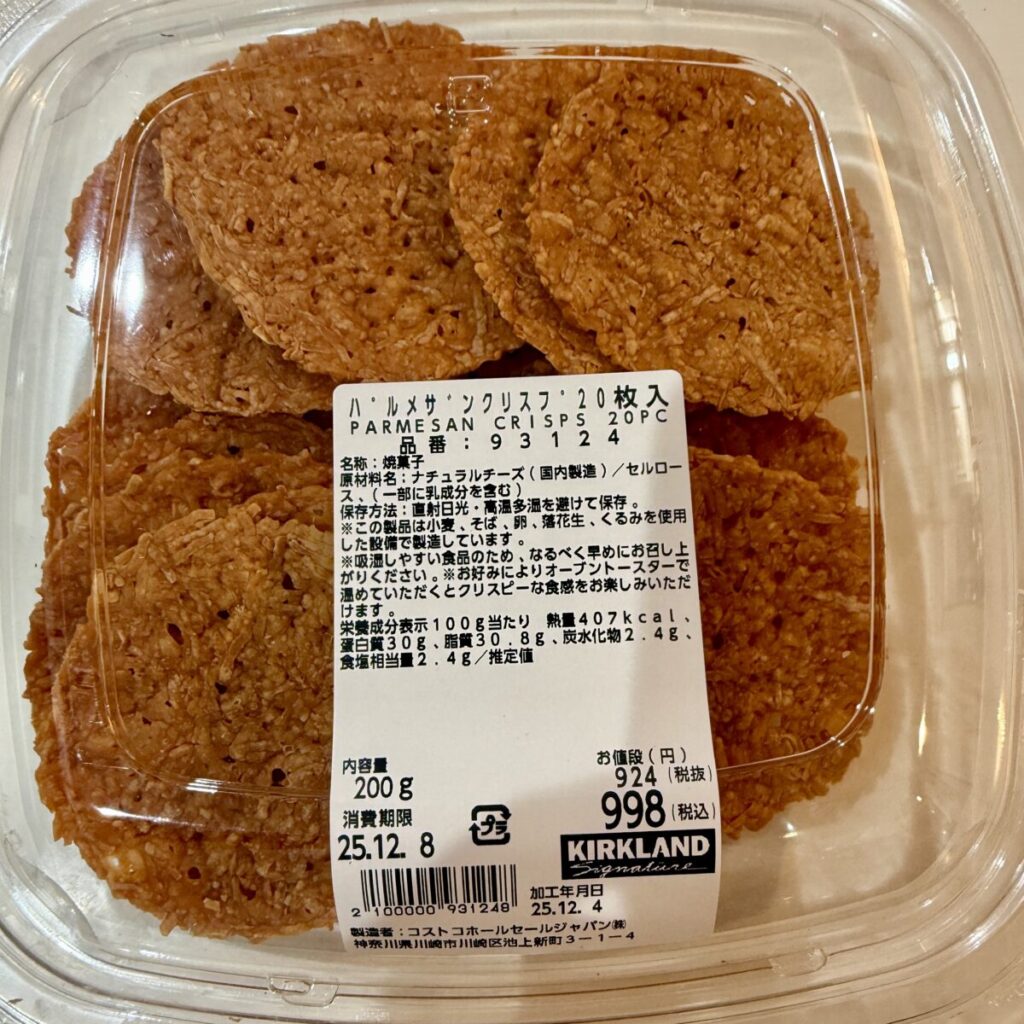 パルメザンクリスプ20枚入
PARMESAN CRISPS 20PC
品番:93124
名称:焼菓子
原材料名:ナチュラルチーズ(国内製造)/セルロー
ス、(一部に乳成分を含む)
保存方法:直射日光・高温多湿を避けて保存。
※この製品は小麦、そば、卵、落花生、くるみを使用
した設備で製造しています。
※吸湿しやすい食品のため、なるべく早めにお召し上
がりください。※お好みによりオーブントースターで
温めていただくとクリスピーな食感をお楽しみいただ
けます。
栄養成分表示100g当たり 熱量407kcal、
蛋白質30g、脂質30.8g、炭水化物2.4g、
食塩相当量2.4g/推定値
内容量
200g
お値段(円)
924(税抜)
998(税込)
消費期限
25.12. 8
プラ
KIRKLAND
Signature
2 100000 931248
加工年月日
25.12. 4
製造者:コストコホールセールジャパン㈱
神奈川県川崎市川崎区池上新町3-1-4